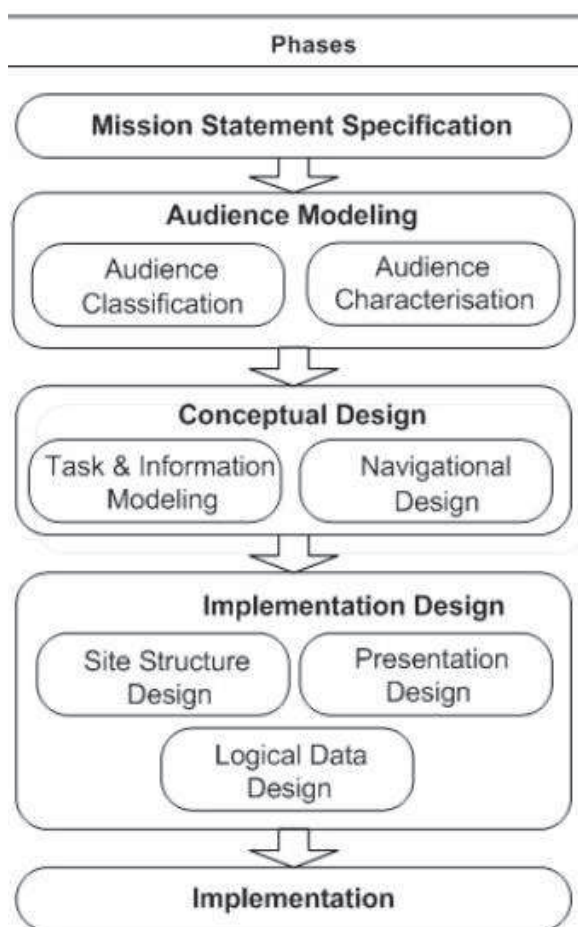 Phases
Mission Statement Specification
Audience Modeling
Audience
Classification
Audience
Characterisation
Conceptual Design
Task & Information
Modeling
Navigational
Design
Implementation Design
Site Structure
Design
Presentation
Design
Logical Data
Design
Implementation